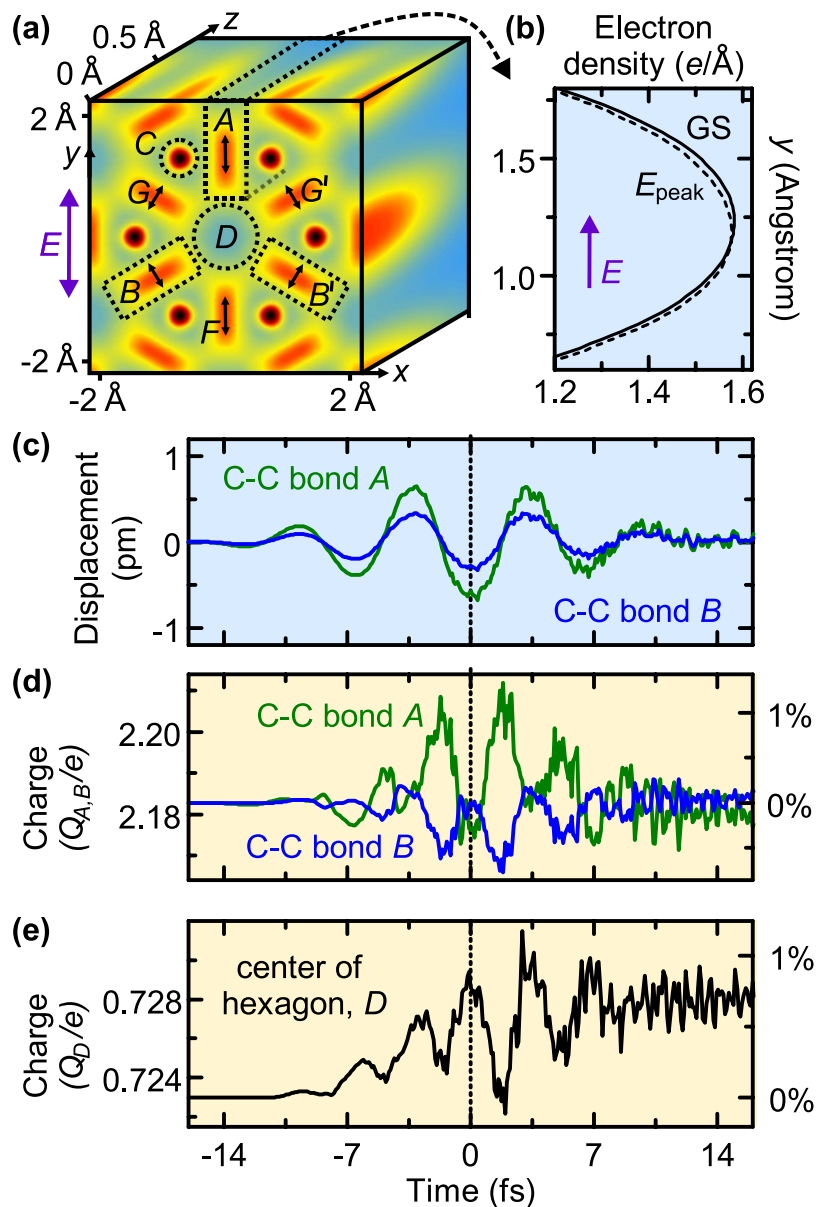 (a)
0 Å
0.5 Å
z
2 Å
y
E
-2 Å
-2 Å
2 Å
x
A
C
G
G'
D
B
B'
F
(b)
Electron
density (e/Å)
GS
E_peak
E
1.5
1.0
y (Angstrom)
1.2
1.4
1.6
(c)
Displacement
(pm)
1
0
-1
C-C bond A
C-C bond B
(d)
Charge
(Q_A,B/e)
2.20
2.18
C-C bond A
C-C bond B
1%
0%
(e)
Charge
(Q_D/e)
0.728
0.724
center of
hexagon, D
1%
0%
-14
-7
0
7
14
Time (fs)